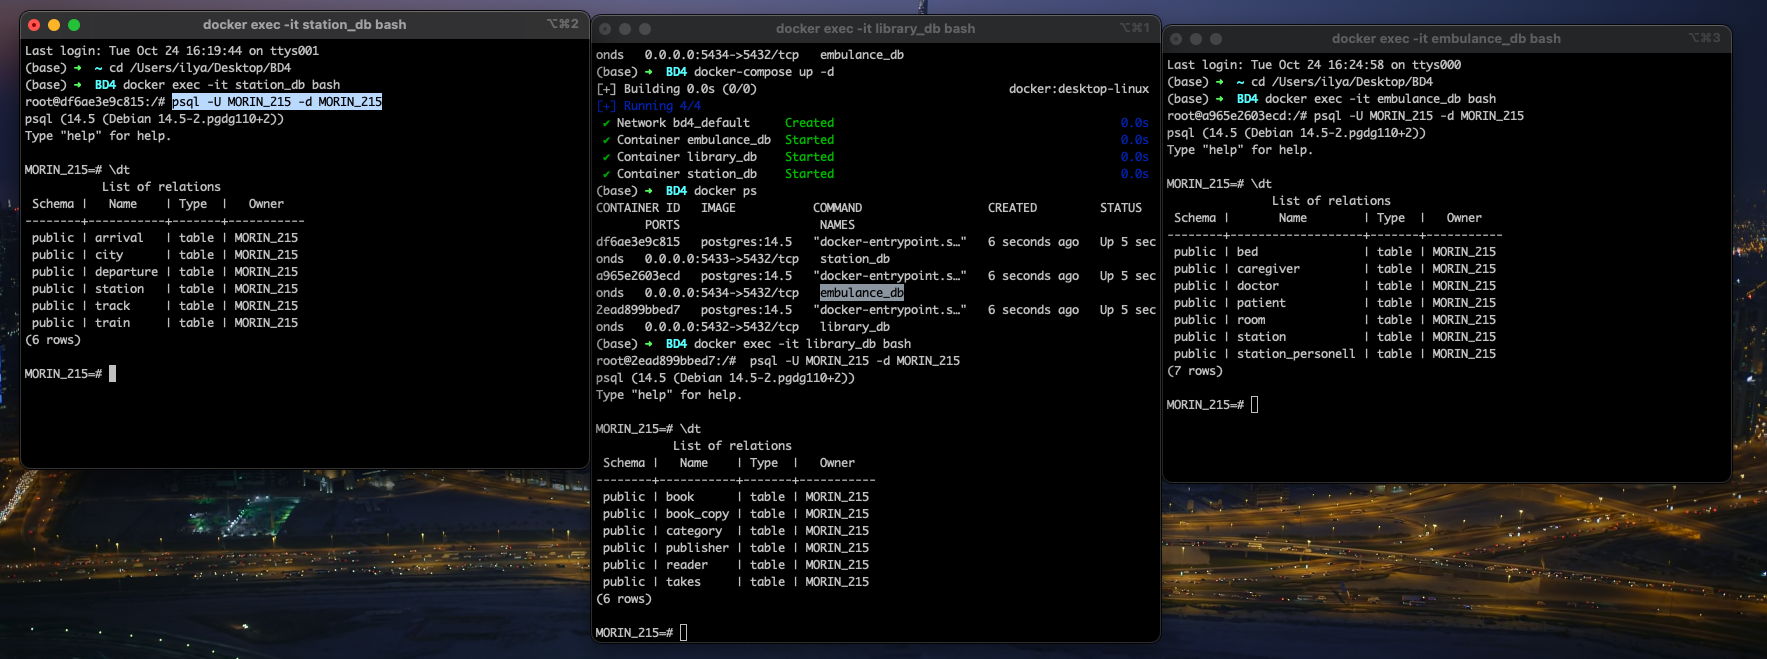 docker exec -it station_db bash
⌥⌘2
Last login: Tue Oct 24 16:19:44 on ttys001
(base) ➜  ~ cd /Users/ilya/Desktop/BD4
(base) ➜  BD4 docker exec -it station_db bash
root@df6ae3e9c815:/# psql -U MORIN_215 -d MORIN_215
psql (14.5 (Debian 14.5-2.pgdg110+2))
Type "help" for help.
MORIN_215=# \dt
List of relations
Schema |   Name    | Type  |   Owner
--------+-----------+-------+-----------
public | arrival   | table | MORIN_215
public | city      | table | MORIN_215
public | departure | table | MORIN_215
public | station   | table | MORIN_215
public | track     | table | MORIN_215
public | train     | table | MORIN_215
(6 rows)
MORIN_215=#
docker exec -it library_db bash
⌥⌘1
onds   0.0.0.0:5434->5432/tcp   embulance_db
(base) ➜  BD4 docker-compose up -d
[+] Building 0.0s (0/0)                    docker:desktop-linux
[+] Running 4/4
✔ Network bd4_default     Created     0.0s
✔ Container embulance_db  Started     0.0s
✔ Container library_db    Started     0.0s
✔ Container station_db    Started     0.0s
(base) ➜  BD4 docker ps
CONTAINER ID   IMAGE           COMMAND                  CREATED         STATUS
PORTS                    NAMES
df6ae3e9c815   postgres:14.5   "docker-entrypoint.s…"   6 seconds ago   Up 5 sec
onds   0.0.0.0:5433->5432/tcp   station_db
a965e2603ecd   postgres:14.5   "docker-entrypoint.s…"   6 seconds ago   Up 5 sec
onds   0.0.0.0:5434->5432/tcp   embulance_db
2ead899bbed7   postgres:14.5   "docker-entrypoint.s…"   6 seconds ago   Up 5 sec
onds   0.0.0.0:5432->5432/tcp   library_db
(base) ➜  BD4 docker exec -it library_db bash
root@2ead899bbed7:/#  psql -U MORIN_215 -d MORIN_215
psql (14.5 (Debian 14.5-2.pgdg110+2))
Type "help" for help.
MORIN_215=# \dt
List of relations
Schema |   Name    | Type  |   Owner
--------+-----------+-------+-----------
public | book      | table | MORIN_215
public | book_copy | table | MORIN_215
public | category  | table | MORIN_215
public | publisher | table | MORIN_215
public | reader    | table | MORIN_215
public | takes     | table | MORIN_215
(6 rows)
MORIN_215=#
docker exec -it embulance_db bash
⌥⌘3
Last login: Tue Oct 24 16:24:58 on ttys000
(base) ➜  ~ cd /Users/ilya/Desktop/BD4
(base) ➜  BD4 docker exec -it embulance_db bash
root@a965e2603ecd:/# psql -U MORIN_215 -d MORIN_215
psql (14.5 (Debian 14.5-2.pgdg110+2))
Type "help" for help.
MORIN_215=# \dt
List of relations
Schema |       Name        | Type  |   Owner
--------+-------------------+-------+-----------
public | bed               | table | MORIN_215
public | caregiver         | table | MORIN_215
public | doctor            | table | MORIN_215
public | patient           | table | MORIN_215
public | room              | table | MORIN_215
public | station           | table | MORIN_215
public | station_personell | table | MORIN_215
(7 rows)
MORIN_215=#